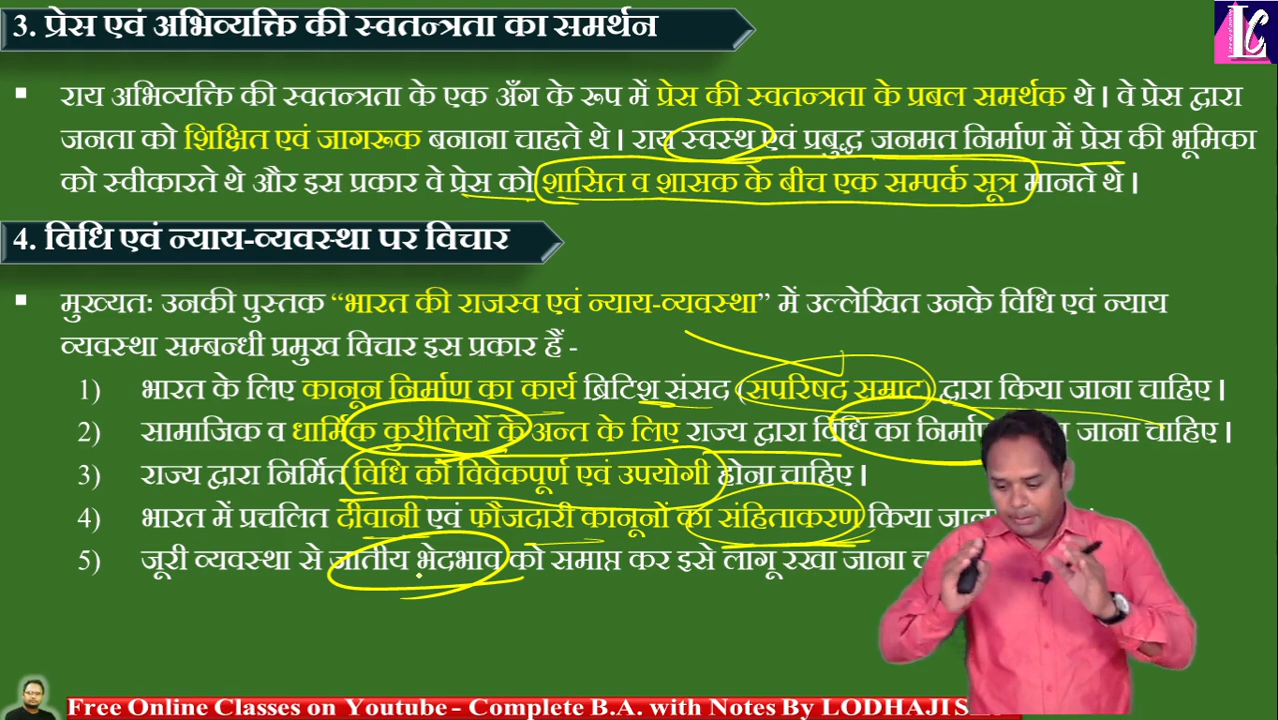 LC
3. प्रेस एवं अभिव्यक्ति की स्वतन्त्रता का समर्थन
▪ राय अभिव्यक्ति की स्वतन्त्रता के एक अँग के रूप में प्रेस की स्वतन्त्रता के प्रबल समर्थक थे। वे प्रेस द्वारा
जनता को शिक्षित एवं जागरूक बनाना चाहते थे। राय स्वस्थ एवं प्रबुद्ध जनमत निर्माण में प्रेस की भूमिका
को स्वीकारते थे और इस प्रकार वे प्रेस को शासित व शासक के बीच एक सम्पर्क सूत्र मानते थे।
4. विधि एवं न्याय-व्यवस्था पर विचार
▪ मुख्यतः उनकी पुस्तक “भारत की राजस्व एवं न्याय-व्यवस्था” में उल्लेखित उनके विधि एवं न्याय
व्यवस्था सम्बन्धी प्रमुख विचार इस प्रकार हैं -
1) भारत के लिए कानून निर्माण का कार्य ब्रिटिश संसद (सपरिषद सम्राट) द्वारा किया जाना चाहिए।
2) सामाजिक व धार्मिक कुरीतियों के अन्त के लिए राज्य द्वारा विधि का जाना चाहिए।
3) राज्य द्वारा निर्मित विधि को विवेकपूर्ण एवं उपयोगी होना चाहिए।
4) भारत में प्रचलित दीवानी एवं फौजदारी कानूनों का संहिताकरण किया
5) जूरी व्यवस्था से जातीय भेदभाव को समाप्त कर इसे लागू रखा जाना
Free Online Classes on Youtube - Complete B.A. with Notes By LODHAJI